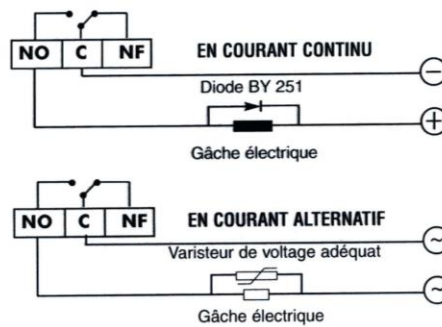 NO C NF
EN COURANT CONTINU
−
Diode BY 251
+
Gâche électrique
NO C NF
EN COURANT ALTERNATIF
~
Varisteur de voltage adéquat
~
Gâche électrique